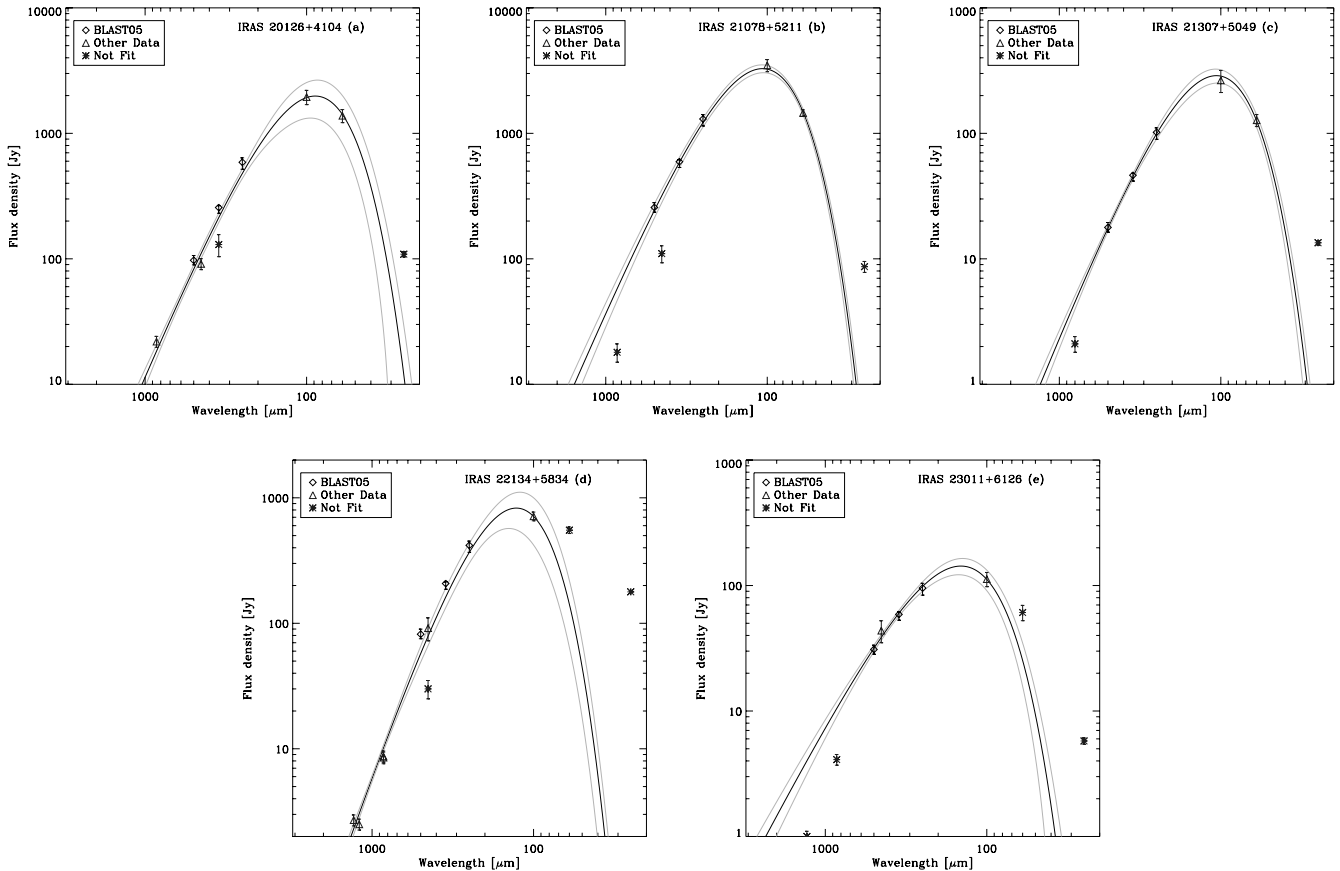 IRAS 20126+4104 (a)
BLAST05
Other Data
Not Fit
10000
1000
100
10
Flux density [Jy]
1000 100
Wavelength [μm]
IRAS 21078+5211 (b)
BLAST05
Other Data
Not Fit
10000
1000
100
10
Flux density [Jy]
1000 100
Wavelength [μm]
IRAS 21307+5049 (c)
BLAST05
Other Data
Not Fit
1000
100
10
1
Flux density [Jy]
1000 100
Wavelength [μm]
IRAS 22134+5834 (d)
BLAST05
Other Data
Not Fit
1000
100
10
Flux density [Jy]
1000 100
Wavelength [μm]
IRAS 23011+6126 (e)
BLAST05
Other Data
Not Fit
1000
100
10
1
Flux density [Jy]
1000 100
Wavelength [μm]